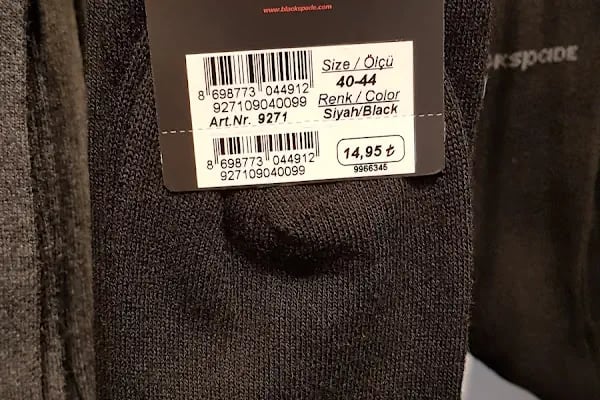 www.blackspade.com
Size / Ölçü
40-44
Renk / Color
Siyah/Black
8 698773 044912
927109040099
Art.Nr. 9271
8 698773 044912
927109040099
14,95 ₺
9966345